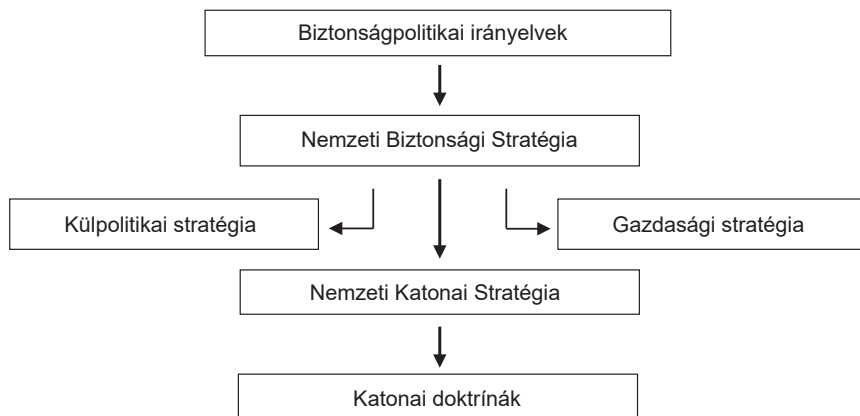 Biztonságpolitikai irányelvek
Nemzeti Biztonsági Stratégia
Külpolitikai stratégia
Gazdasági stratégia
Nemzeti Katonai Stratégia
Katonai doktrínák